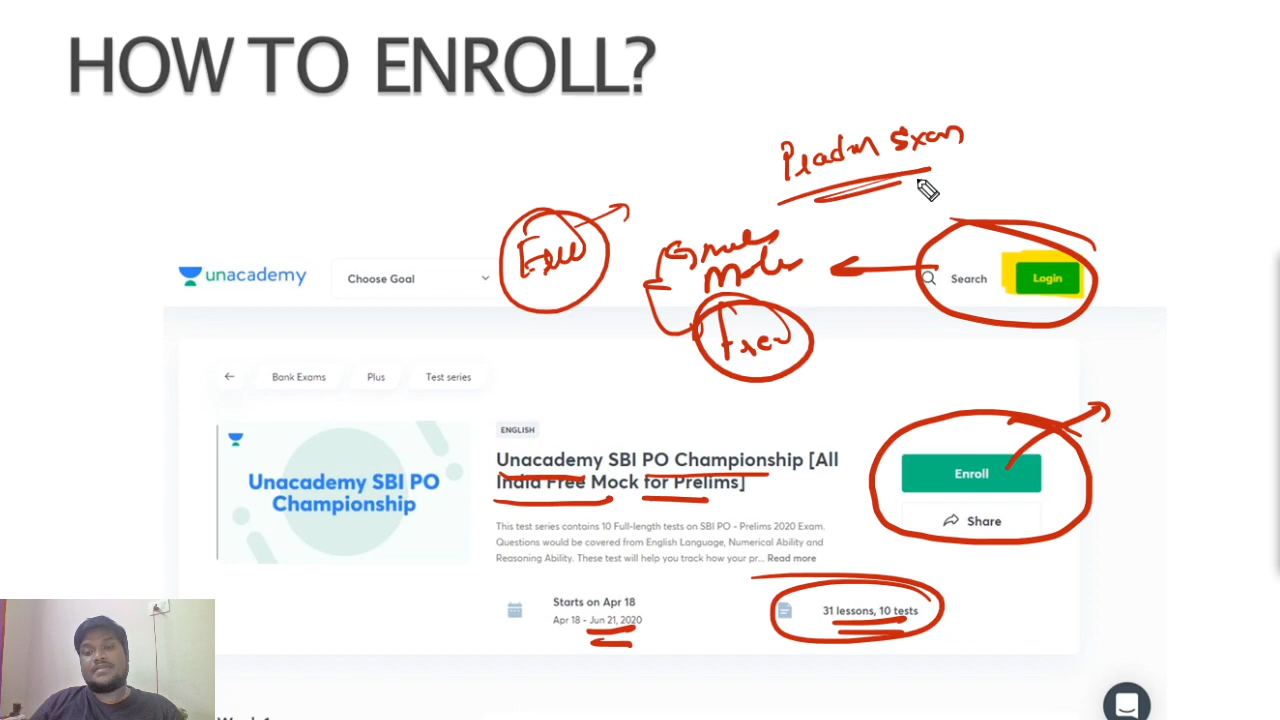 HOW TO ENROLL?
Free
Mocks
Free
unacademy
Choose Goal
Search
Login
Bank Exams
Plus
Test series
Unacademy SBI PO
Championship
ENGLISH
Unacademy SBI PO Championship [All
India Free Mock for Prelims]
This test series contains 10 Full-length tests on SBI PO - Prelims 2020 Exam.
Questions would be covered from English Language, Numerical Ability and
Reasoning Ability. These test will help you track how your pr... Read more
Starts on Apr 18
Apr 18 - Jun 21, 2020
31 lessons, 10 tests
Enroll
Share